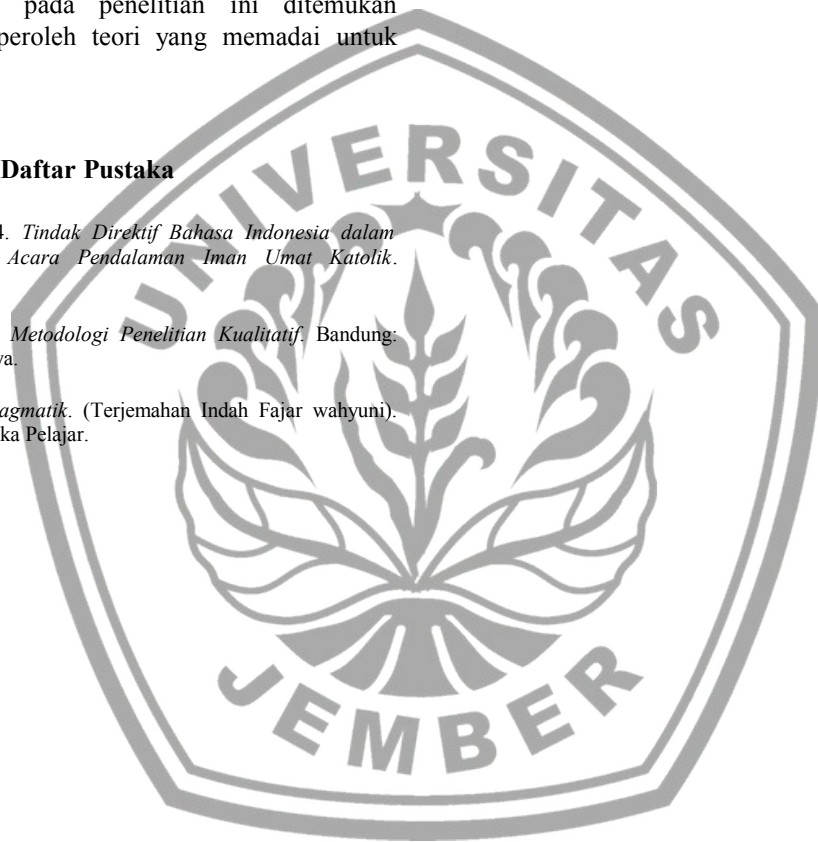 pada penelitian ini ditemukan
peroleh teori yang memadai untuk
Daftar Pustaka
4. Tindak Direktif Bahasa Indonesia dalam
Acara Pendalaman Iman Umat Katolik.
Metodologi Penelitian Kualitatif. Bandung:
ya.
agmatik. (Terjemahan Indah Fajar wahyuni).
ka Pelajar.
UNIVERSITAS
JEMBER